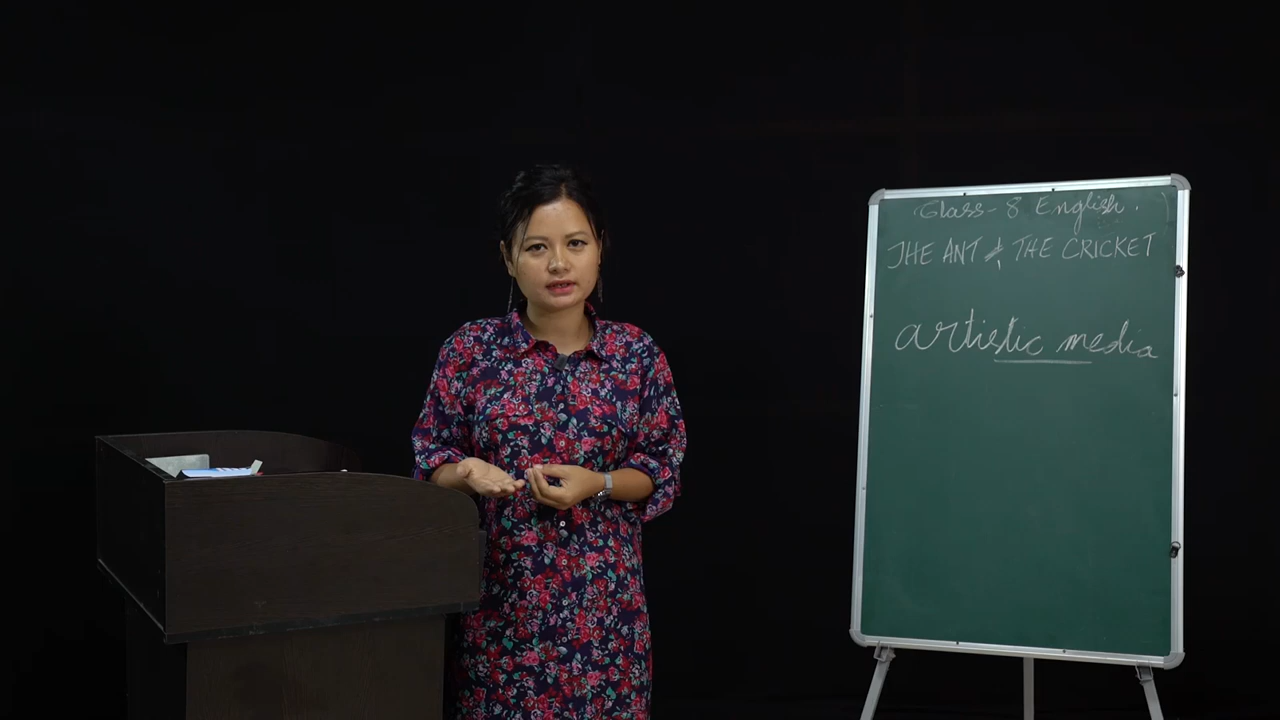 Class - 8 English.
THE ANT & THE CRICKET
artistic media